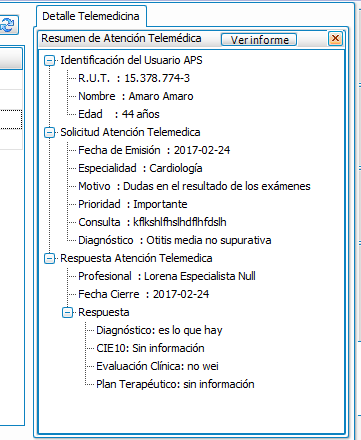 Detalle Telemedicina
Resumen de Atención Telemédica
Ver informe
Identificación del Usuario APS
R.U.T. : 15.378.774-3
Nombre : Amaro Amaro
Edad : 44 años
Solicitud Atención Telemedica
Fecha de Emisión : 2017-02-24
Especialidad : Cardiología
Motivo : Dudas en el resultado de los exámenes
Prioridad : Importante
Consulta : kflkshlfhslhdflhfdslh
Diagnóstico : Otitis media no supurativa
Respuesta Atención Telemedica
Profesional : Lorena Especialista Null
Fecha Cierre : 2017-02-24
Respuesta
Diagnóstico: es lo que hay
CIE10: Sin información
Evaluación Clínica: no wei
Plan Terapéutico: sin información